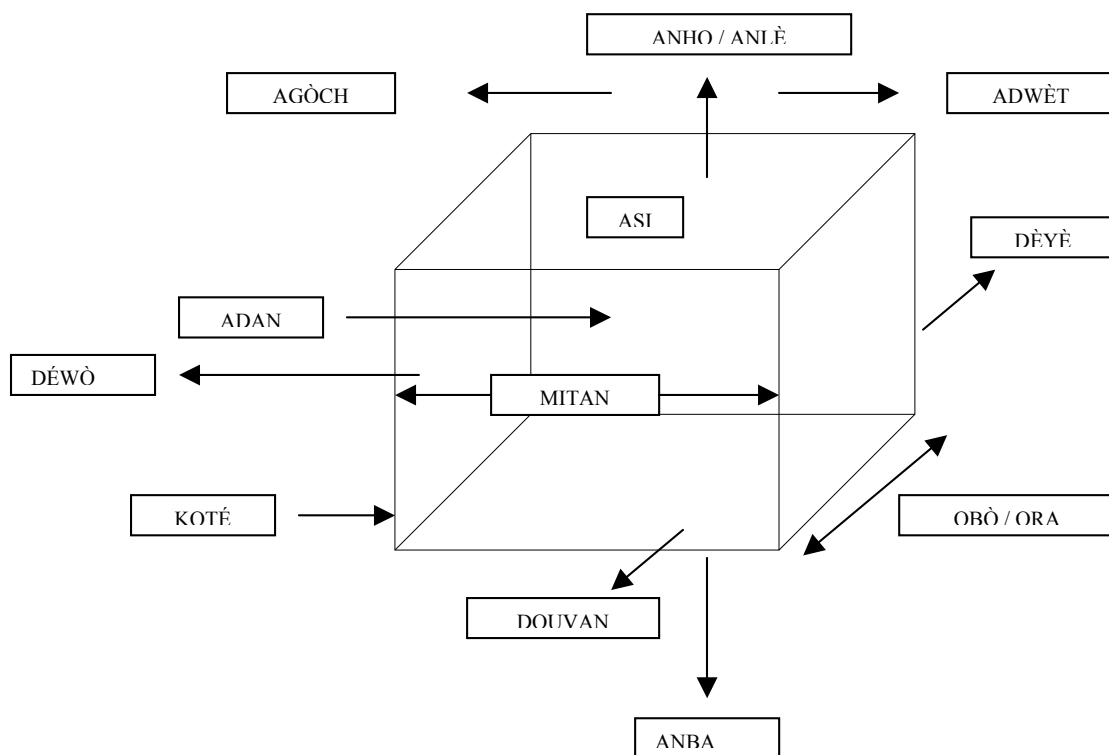 ANHO / ANLÈ
AGÒCH
ADWÈT
ASI
DÈYÈ
ADAN
DÉWÒ
MITAN
KOTÉ
OBÒ / ORA
DOUVAN
ANBA